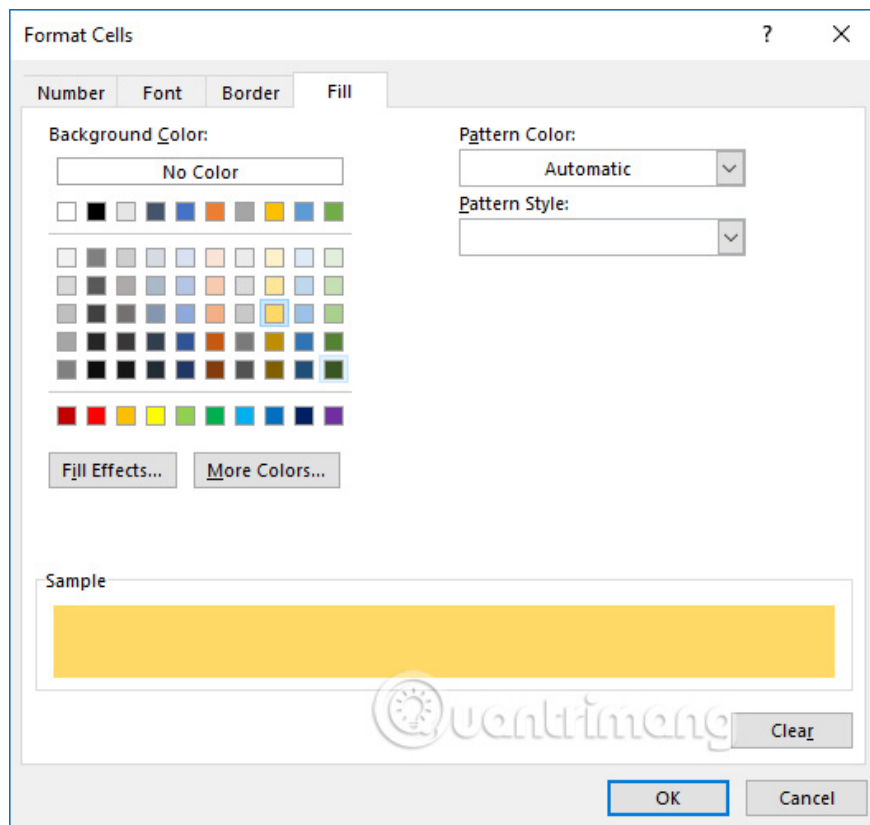 Format Cells ?
Number Font Border Fill
Background Color:
No Color
Pattern Color:
Automatic
Pattern Style:
Fill Effects... More Colors...
Sample
Quantrimang
Clear
OK Cancel